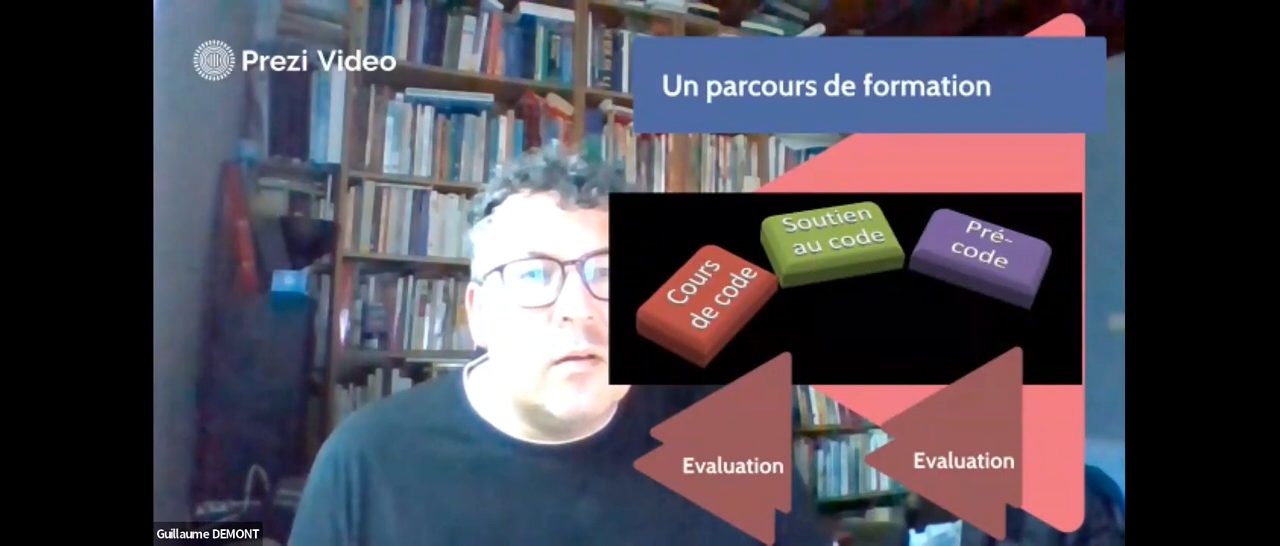 Prezi Video
Un parcours de formation
Cours
de code
Soutien
au code
Pré-
code
Evaluation
Evaluation
Guillaume DEMONT